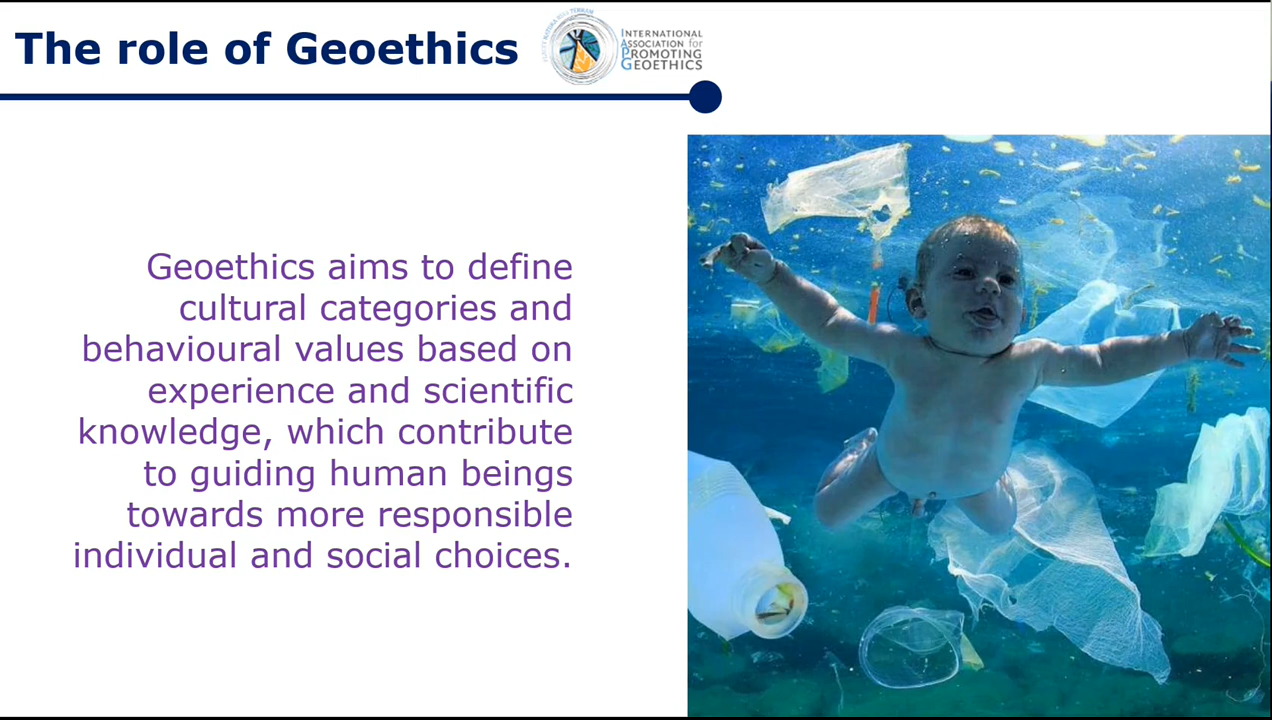 The role of Geoethics
INTERNATIONAL
ASSOCIATION for
PROMOTING
GEOETHICS
Geoethics aims to define
cultural categories and
behavioural values based on
experience and scientific
knowledge, which contribute
to guiding human beings
towards more responsible
individual and social choices.